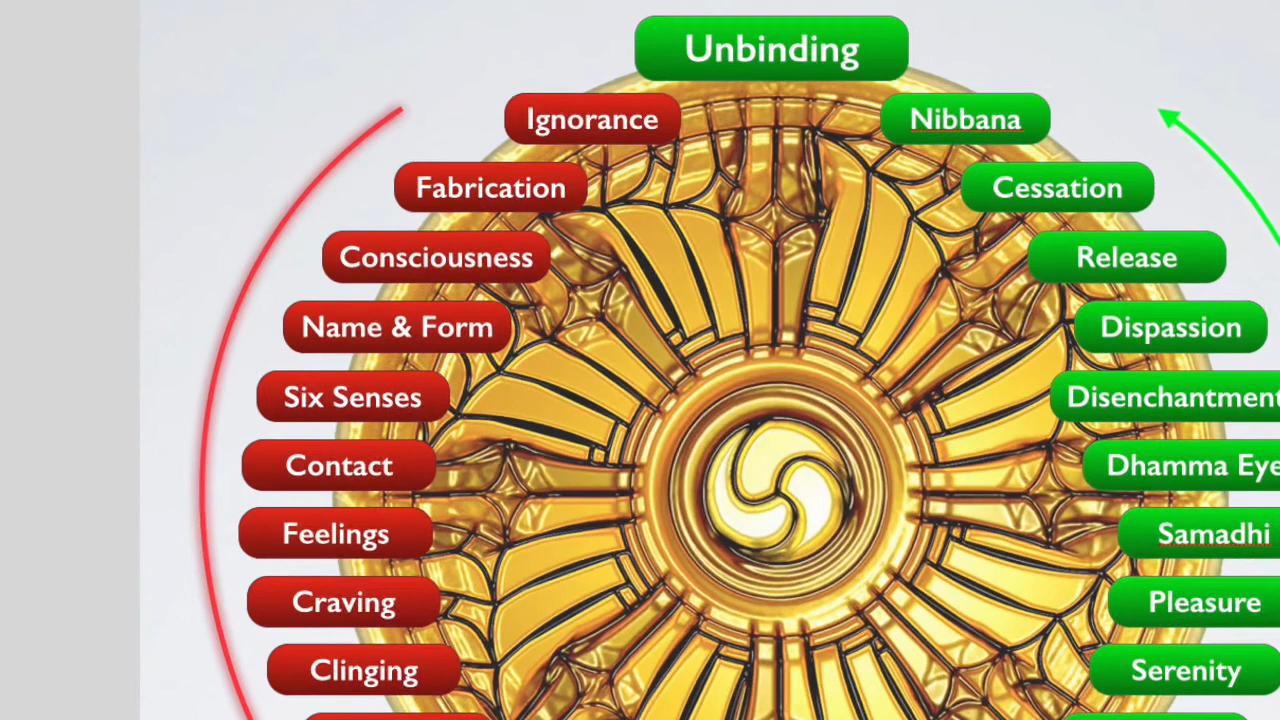 Unbinding
Ignorance
Nibbana
Fabrication
Cessation
Consciousness
Release
Name & Form
Dispassion
Six Senses
Disenchantment
Contact
Dhamma Eye
Feelings
Samadhi
Craving
Pleasure
Clinging
Serenity